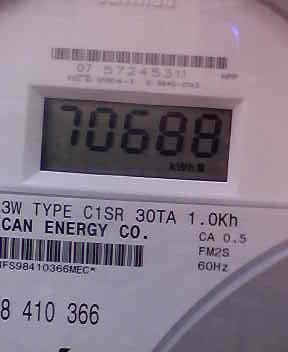 07 57245311
70688
kWh
3W TYPE C1SR 30TA 1.0Kh
CAN ENERGY CO.
CA 0.5
FM2S
IFS98410366MEC*
60Hz
8 410 366